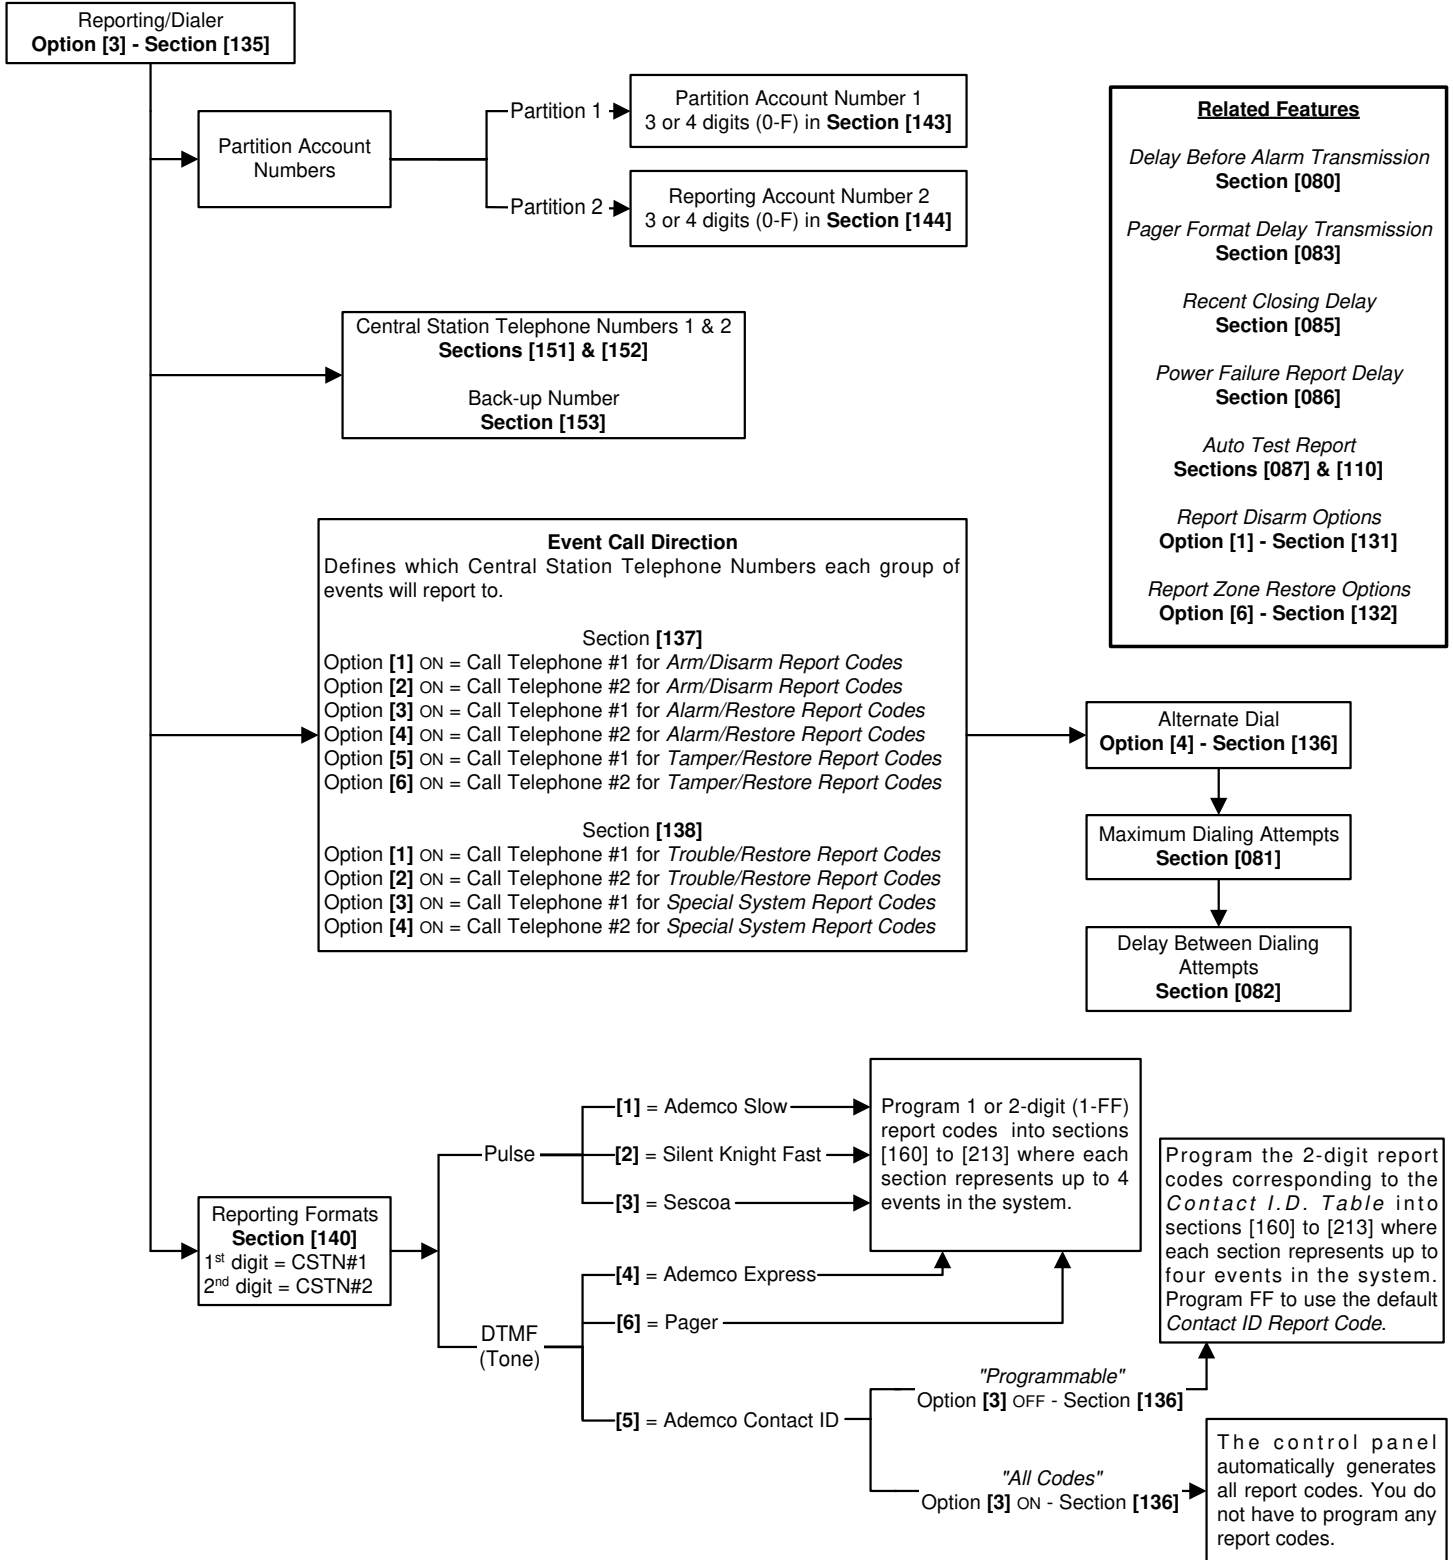 Reporting/Dialer
Option [3] - Section [135]
Partition Account
Numbers
Partition 1
Partition Account Number 1
3 or 4 digits (0-F) in Section [143]
Partition 2
Reporting Account Number 2
3 or 4 digits (0-F) in Section [144]
Related Features
Delay Before Alarm Transmission
Section [080]
Pager Format Delay Transmission
Section [083]
Recent Closing Delay
Section [085]
Power Failure Report Delay
Section [086]
Auto Test Report
Sections [087] & [110]
Report Disarm Options
Option [1] - Section [131]
Report Zone Restore Options
Option [6] - Section [132]
Central Station Telephone Numbers 1 & 2
Sections [151] & [152]
Back-up Number
Section [153]
Event Call Direction
Defines which Central Station Telephone Numbers each group of
events will report to.
Section [137]
Option [1] ON = Call Telephone #1 for Arm/Disarm Report Codes
Option [2] ON = Call Telephone #2 for Arm/Disarm Report Codes
Option [3] ON = Call Telephone #1 for Alarm/Restore Report Codes
Option [4] ON = Call Telephone #2 for Alarm/Restore Report Codes
Option [5] ON = Call Telephone #1 for Tamper/Restore Report Codes
Option [6] ON = Call Telephone #2 for Tamper/Restore Report Codes
Section [138]
Option [1] ON = Call Telephone #1 for Trouble/Restore Report Codes
Option [2] ON = Call Telephone #2 for Trouble/Restore Report Codes
Option [3] ON = Call Telephone #1 for Special System Report Codes
Option [4] ON = Call Telephone #2 for Special System Report Codes
Alternate Dial
Option [4] - Section [136]
Maximum Dialing Attempts
Section [081]
Delay Between Dialing
Attempts
Section [082]
Reporting Formats
Section [140]
1st digit = CSTN#1
2nd digit = CSTN#2
Pulse
[1] = Ademco Slow
[2] = Silent Knight Fast
[3] = Sescoa
Program 1 or 2-digit (1-FF)
report codes into sections
[160] to [213] where each
section represents up to 4
events in the system.
DTMF
(Tone)
[4] = Ademco Express
[6] = Pager
[5] = Ademco Contact ID
"Programmable"
Option [3] OFF - Section [136]
Program the 2-digit report
codes corresponding to the
Contact I.D. Table into
sections [160] to [213] where
each section represents up to
four events in the system.
Program FF to use the default
Contact ID Report Code.
"All Codes"
Option [3] ON - Section [136]
The control panel
automatically generates
all report codes. You do
not have to program any
report codes.